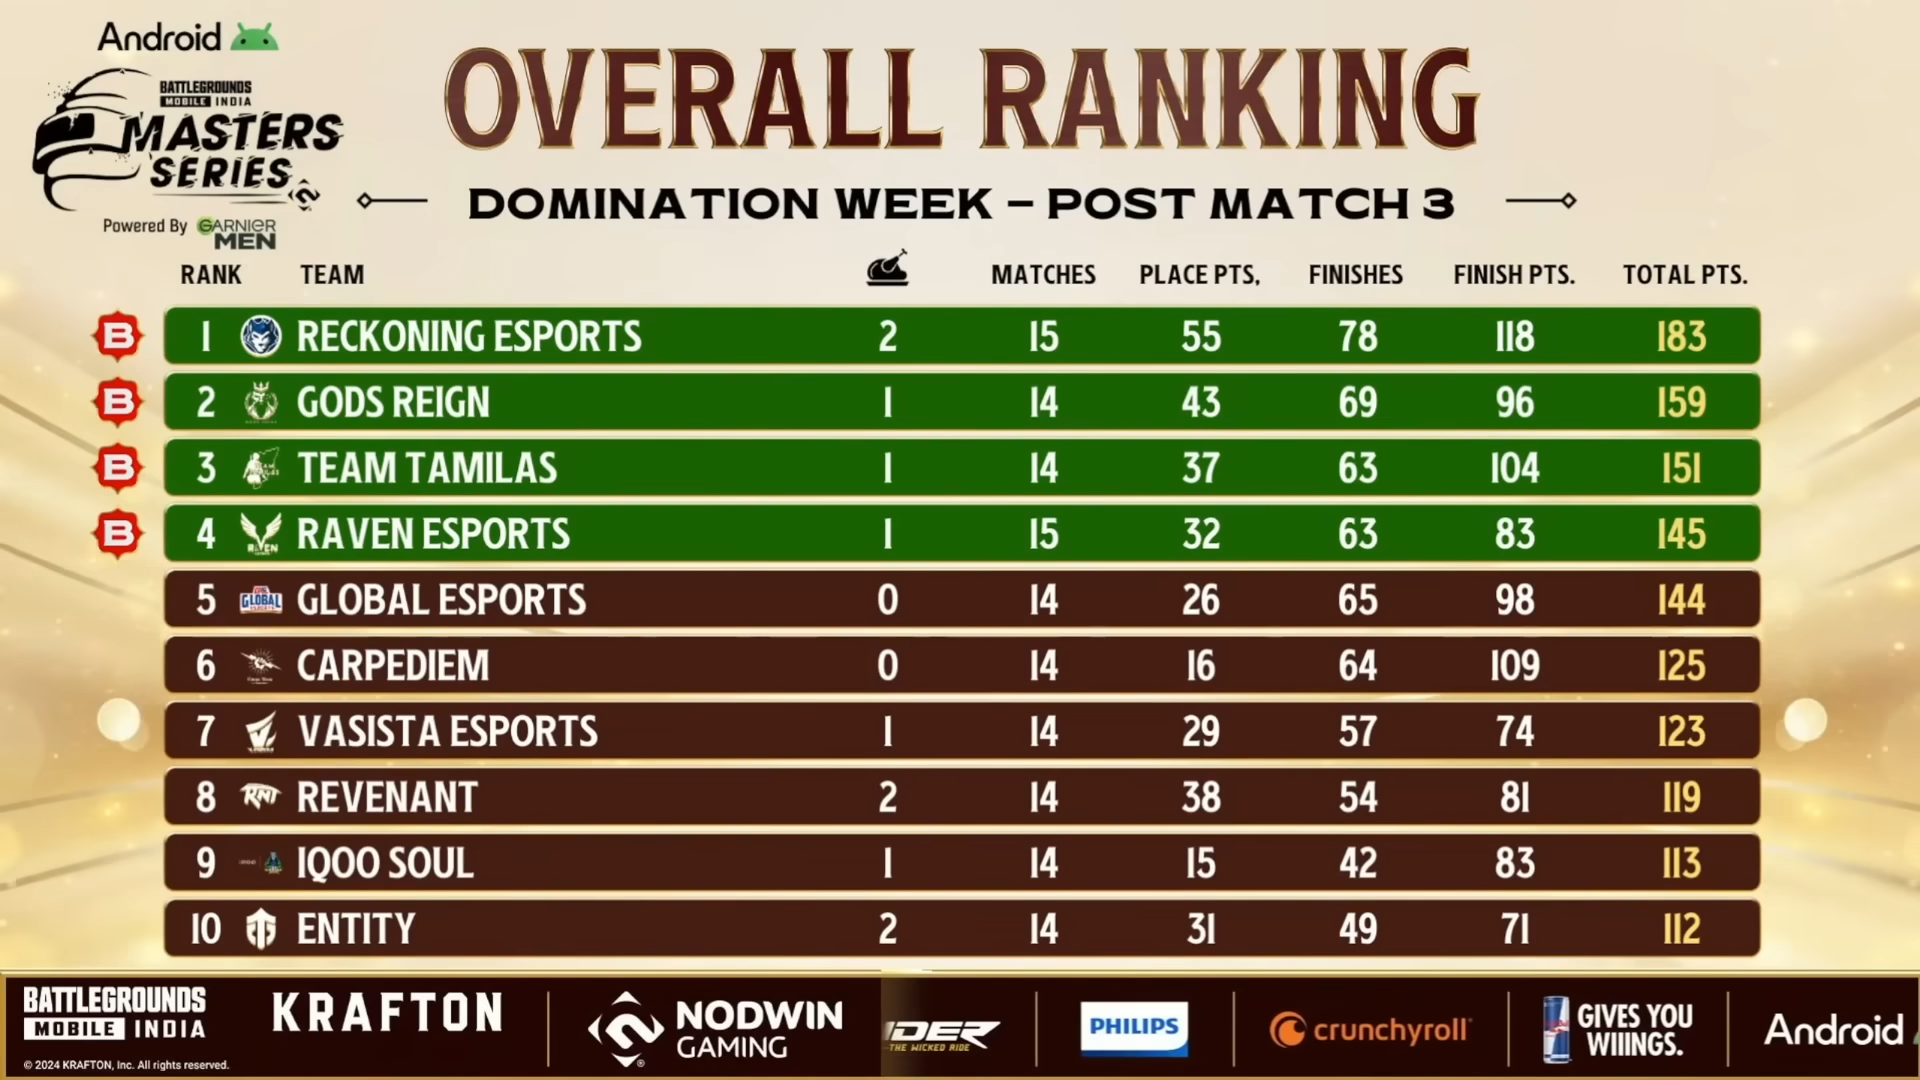 Android
BATTLEGROUNDS
MOBILE INDIA
MASTERS
SERIES
Powered By GARNIER
MEN
OVERALL RANKING
DOMINATION WEEK – POST MATCH 3
RANK TEAM MATCHES PLACE PTS, FINISHES FINISH PTS. TOTAL PTS.
B 1 RECKONING ESPORTS 2 15 55 78 118 183
B 2 GODS REIGN 1 14 43 69 96 159
B 3 TEAM TAMILAS 1 14 37 63 104 151
B 4 RAVEN ESPORTS 1 15 32 63 83 145
5 GLOBAL GLOBAL ESPORTS 0 14 26 65 98 144
6 CARPEDIEM 0 14 16 64 109 125
7 VASISTA ESPORTS 1 14 29 57 74 123
8 RNT REVENANT 2 14 38 54 81 119
9 IQOO SOUL 1 14 15 42 83 113
10 ENTITY 2 14 31 49 71 112
BATTLEGROUNDS
MOBILE INDIA
© 2024 KRAFTON, Inc. All rights reserved.
KRAFTON
NODWIN
GAMING
IDER
THE WICKED RIDE
PHILIPS
crunchyroll
GIVES YOU
WIIINGS.
Android